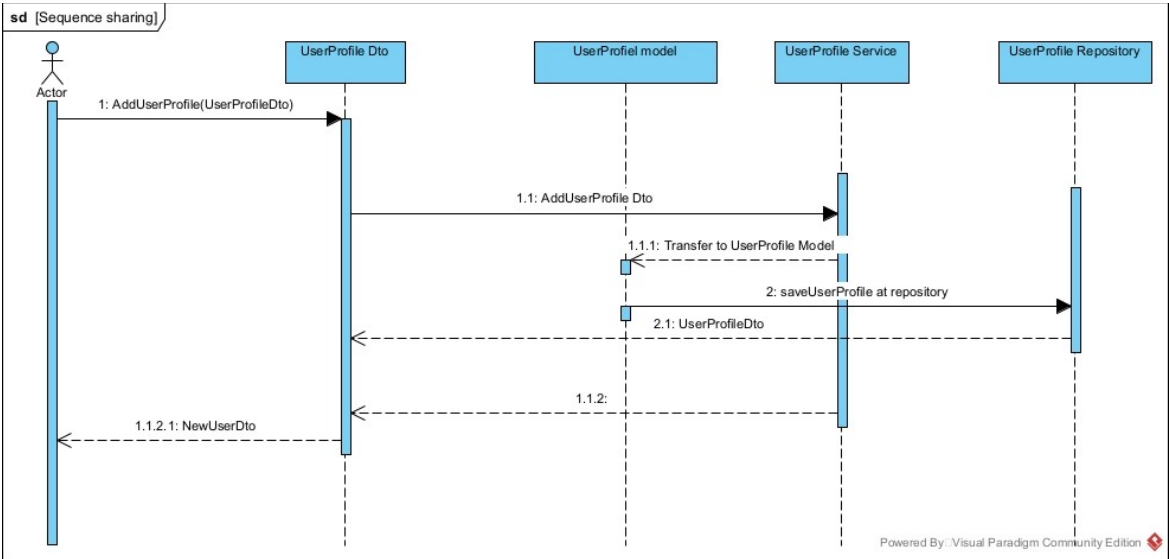 sd [Sequence sharing]
Actor
UserProfile Dto
UserProfiel model
UserProfile Service
UserProfile Repository
1: AddUserProfile(UserProfileDto)
1.1: AddUserProfile Dto
1.1.1: Transfer to UserProfile Model
2: saveUserProfile at repository
2.1: UserProfileDto
1.1.2:
1.1.2.1: NewUserDto
Powered By Visual Paradigm Community Edition